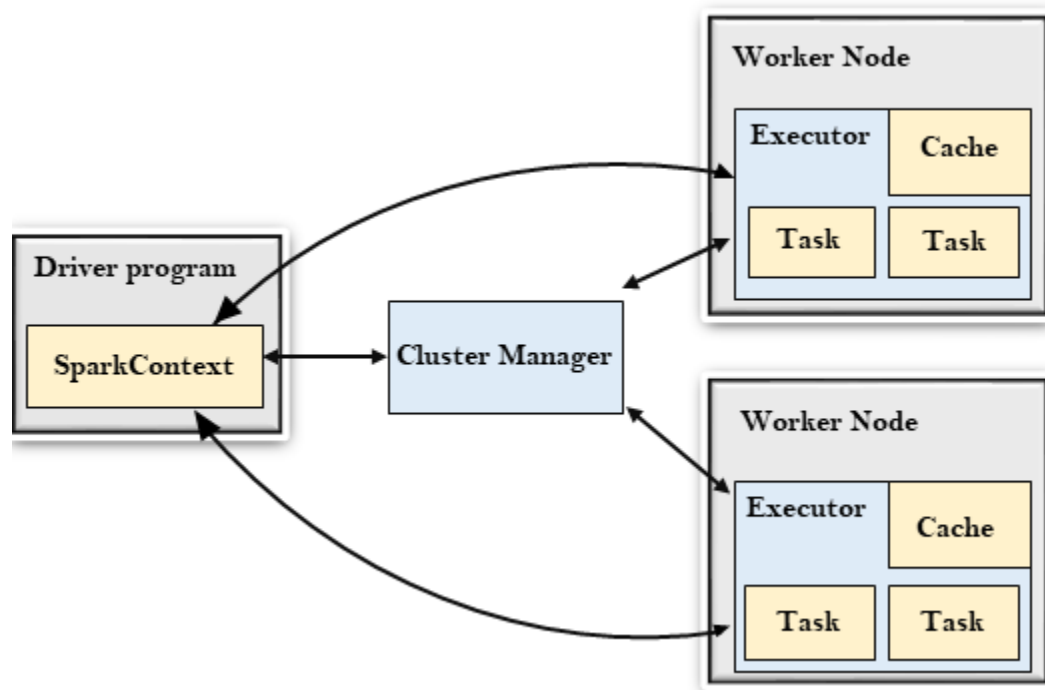 Driver program
SparkContext
Cluster Manager
Worker Node
Executor
Cache
Task
Task
Worker Node
Executor
Cache
Task
Task